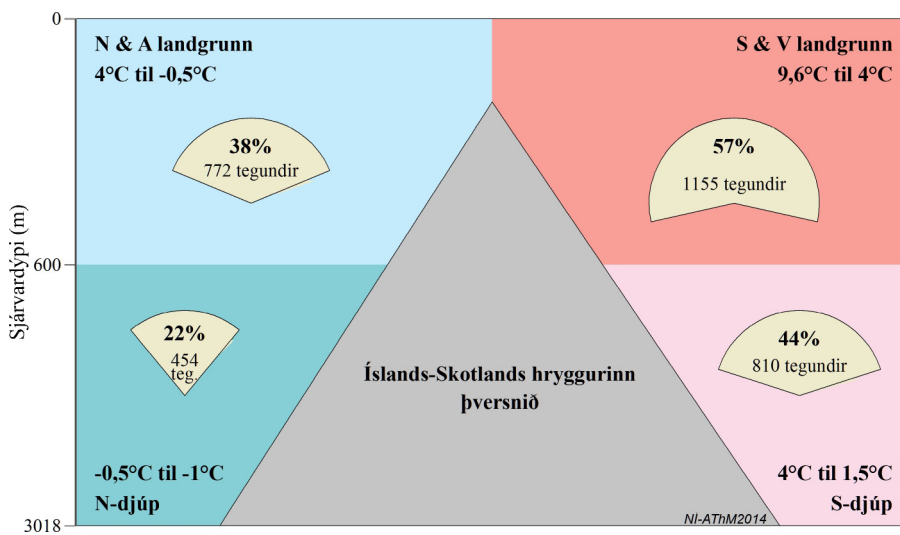 0
N & A landgrunn
4°C til -0,5°C
S & V landgrunn
9,6°C til 4°C
38%
772 tegundir
57%
1155 tegundir
Sjárvardýpi (m)
600
22%
454
teg.
44%
810 tegundir
Íslands-Skotlands hryggurinn
þversnið
-0,5°C til -1°C
N-djúp
4°C til 1,5°C
S-djúp
NI-AThM2014
3018